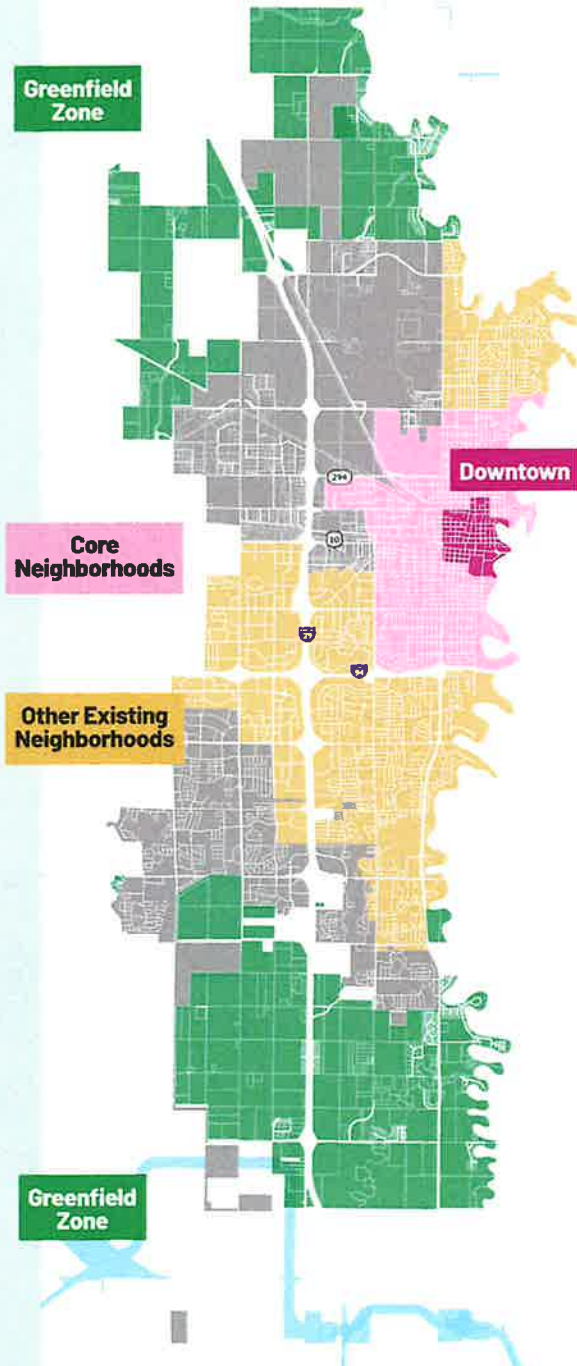 Greenfield
Zone
294
Downtown
10
Core
Neighborhoods
29
94
Other Existing
Neighborhoods
Greenfield
Zone